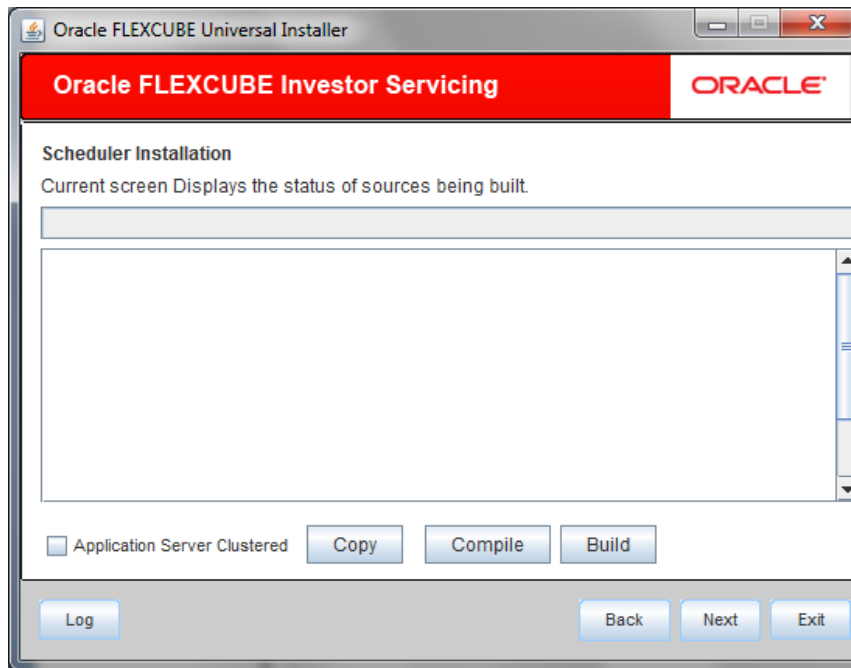 Oracle FLEXCUBE Universal Installer
Oracle FLEXCUBE Investor Servicing
ORACLE
Scheduler Installation
Current screen Displays the status of sources being built.
Application Server Clustered Copy Compile Build
Log Back Next Exit